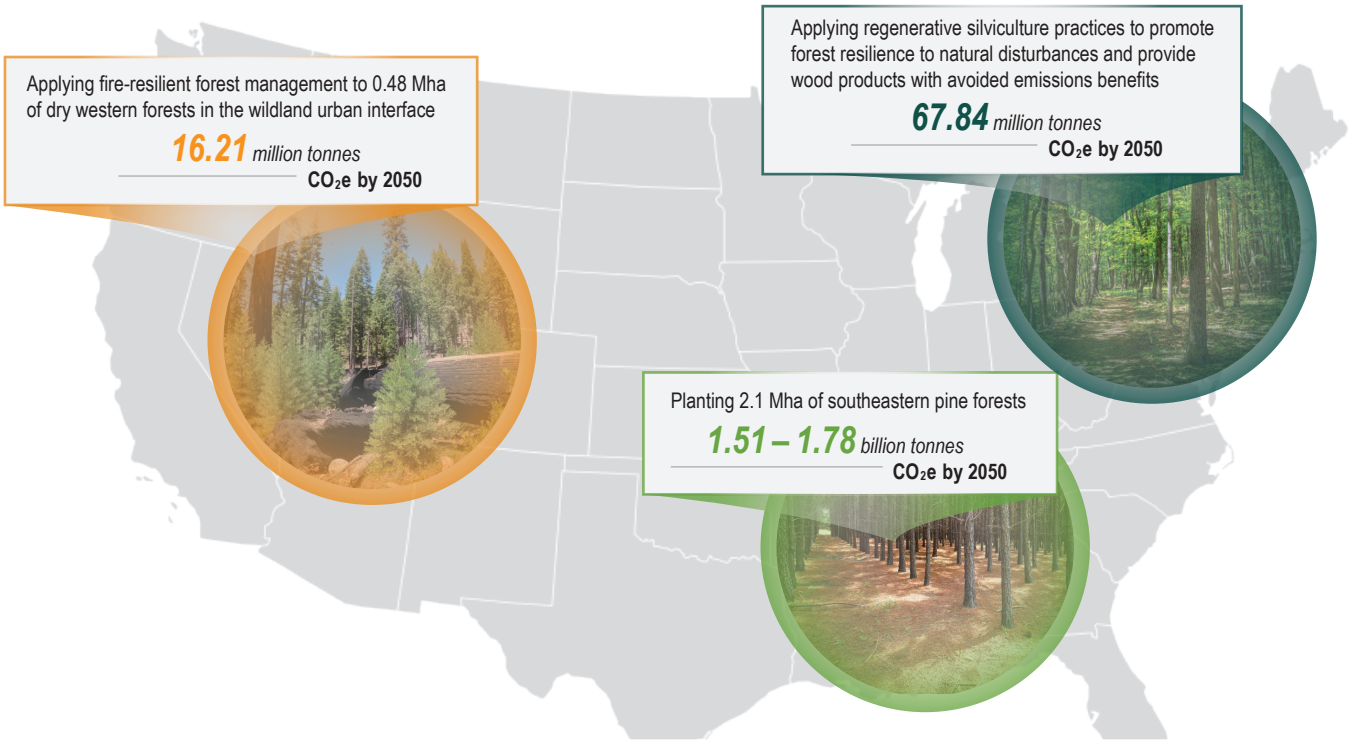 Applying fire-resilient forest management to 0.48 Mha
of dry western forests in the wildland urban interface
16.21 million tonnes
CO₂e by 2050
Applying regenerative silviculture practices to promote
forest resilience to natural disturbances and provide
wood products with avoided emissions benefits
67.84 million tonnes
CO₂e by 2050
Planting 2.1 Mha of southeastern pine forests
1.51 – 1.78 billion tonnes
CO₂e by 2050